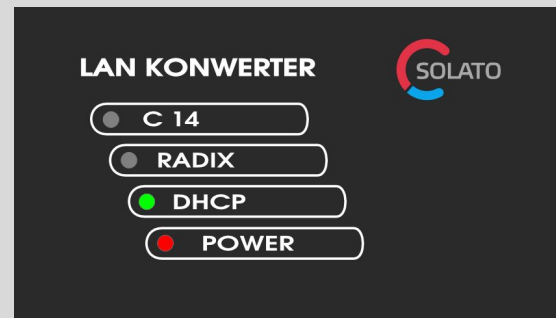 LAN KONWERTER
SOLATO
C 14
RADIX
DHCP
POWER